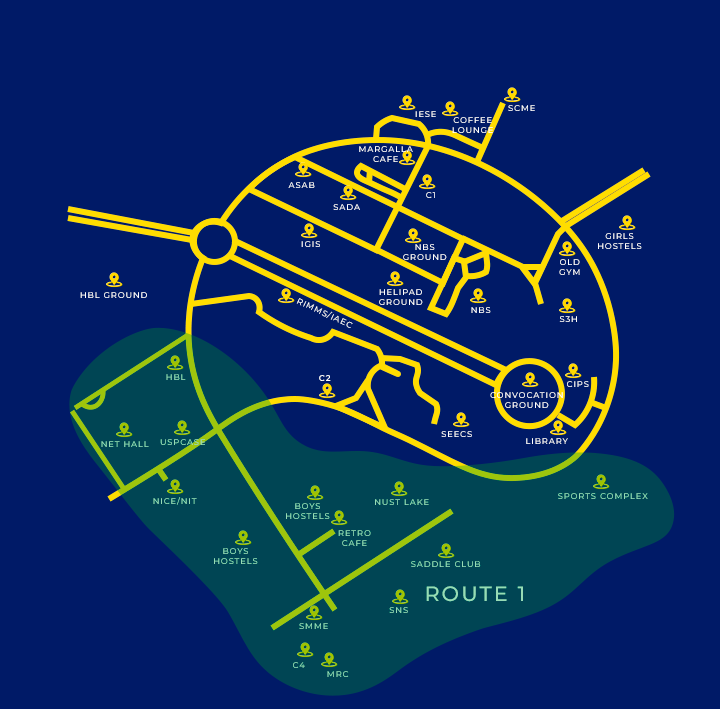 SCME
IESE
COFFEE
LOUNGE
MARGALLA
CAFE
ASAB
C1
SADA
GIRLS
HOSTELS
IGIS
NBS
GROUND
OLD
GYM
HBL GROUND
HELIPAD
GROUND
RIMMS/IAEC
NBS
S3H
HBL
C2
CIPS
CONVOCATION
GROUND
NET HALL
USPCASE
SEECS
LIBRARY
NICE/NIT
BOYS
HOSTELS
NUST LAKE
SPORTS COMPLEX
RETRO
CAFE
BOYS
HOSTELS
SADDLE CLUB
SNS
ROUTE 1
SMME
C4
MRC